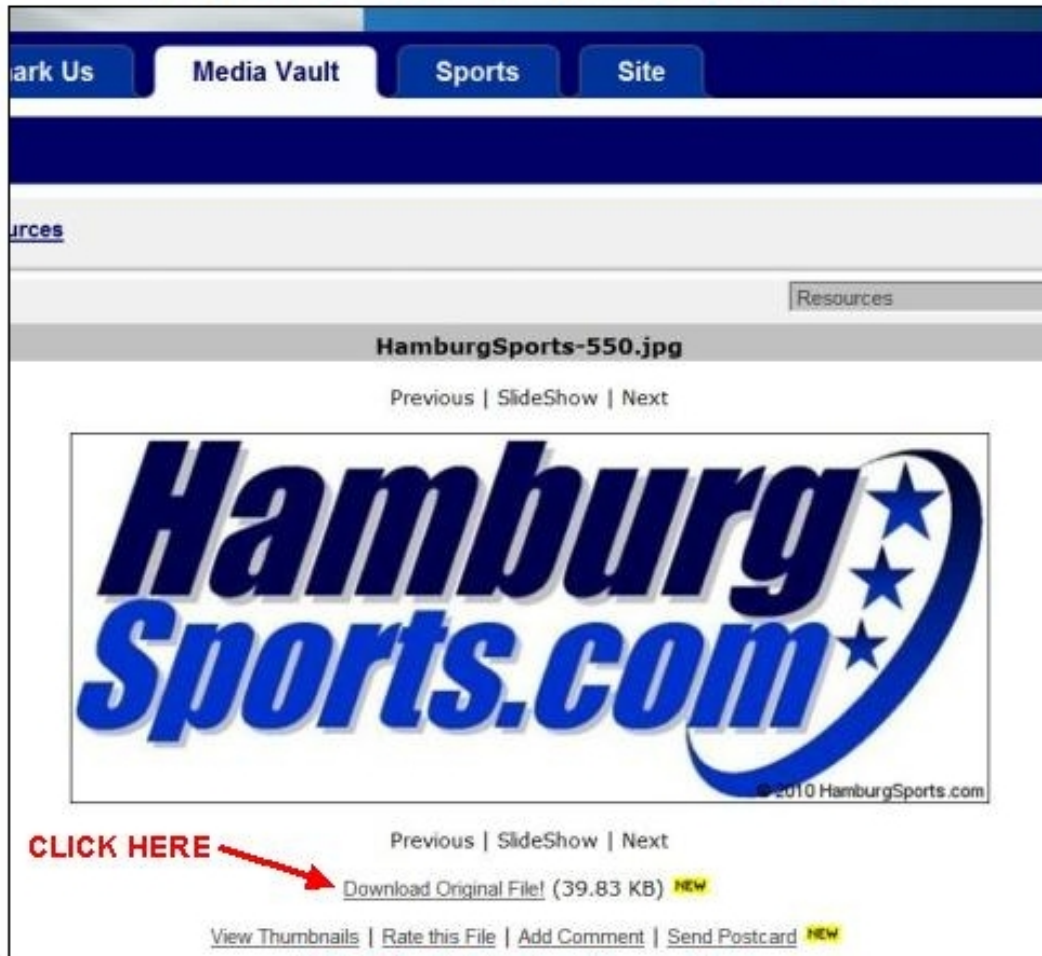 ark Us Media Vault Sports Site
urces
Resources
HamburgSports-550.jpg
Previous | SlideShow | Next
Hamburg
Sports.com
© 2010 HamburgSports.com
Previous | SlideShow | Next
CLICK HERE
Download Original File! (39.83 KB) NEW
View Thumbnails | Rate this File | Add Comment | Send Postcard NEW